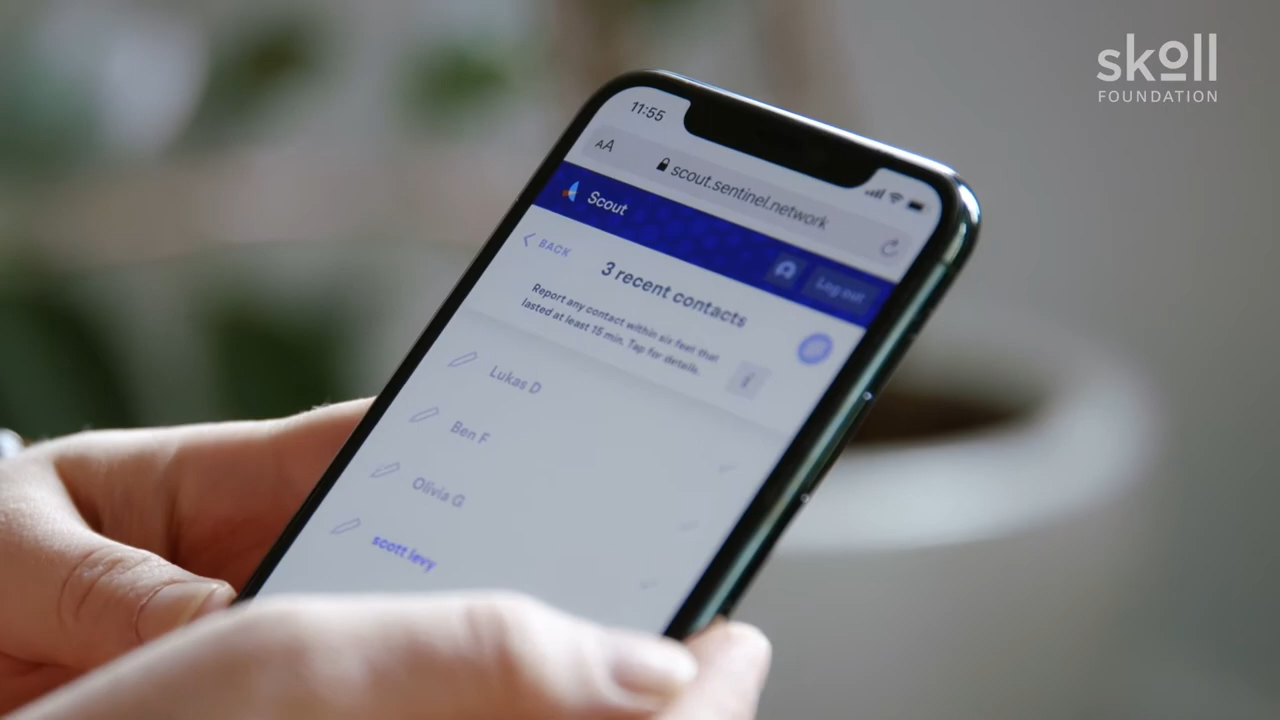 skoll
FOUNDATION
11:55
AA
scout.sentinel.network
Scout
Log out
BACK
3 recent contacts
Report any contact within six feet that
lasted at least 15 min. Tap for details.
i
Lukas D
Ben F
Olivia G
scott levy